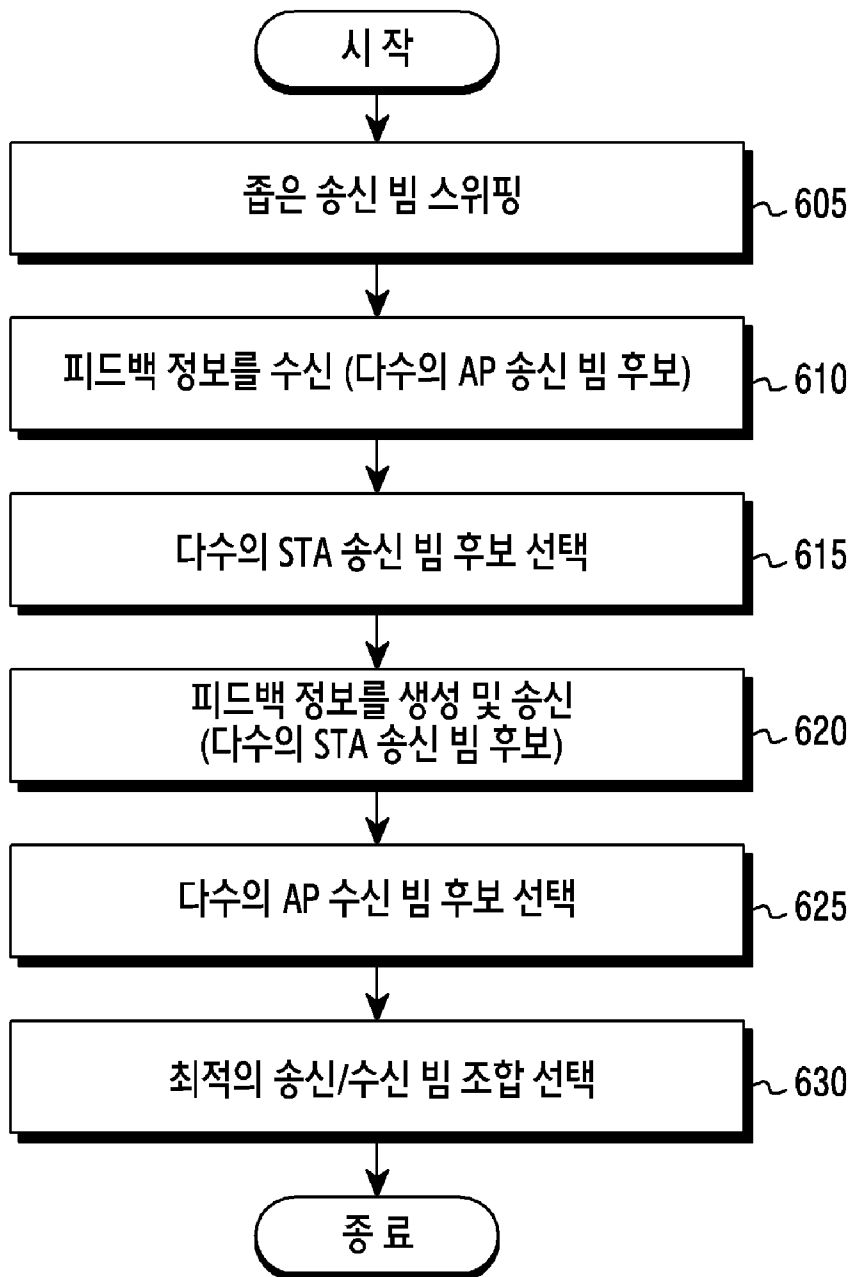 시작
좁은 송신 빔 스위핑
605
피드백 정보를 수신 (다수의 AP 송신 빔 후보)
610
다수의 STA 송신 빔 후보 선택
615
피드백 정보를 생성 및 송신
(다수의 STA 송신 빔 후보)
620
다수의 AP 수신 빔 후보 선택
625
최적의 송신/수신 빔 조합 선택
630
종료